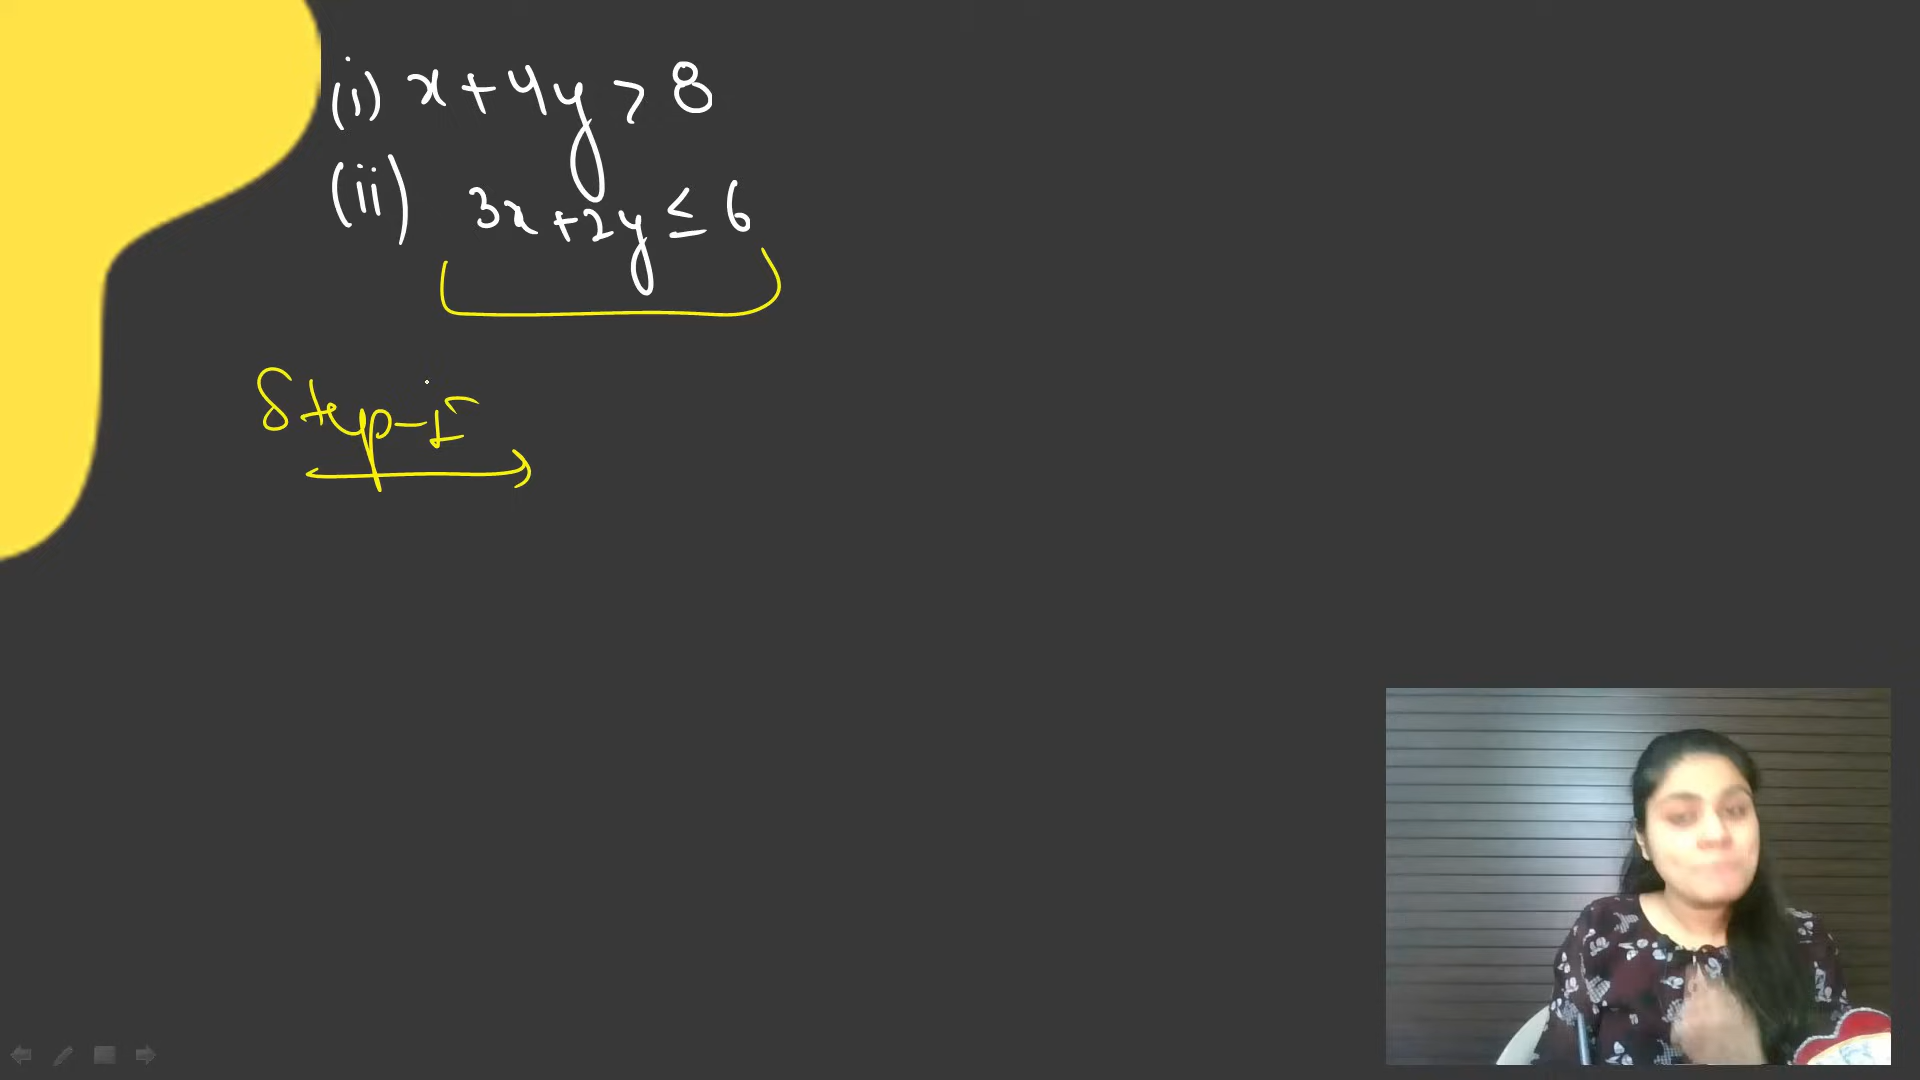 (i) x+4y > 8
(ii) 3x+2y ≤ 6
Step-I